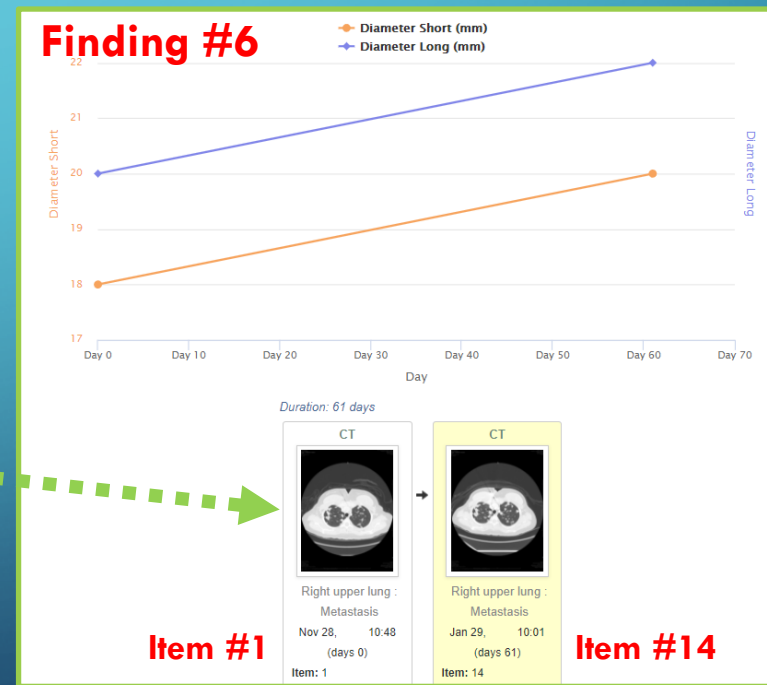 Finding #6
Diameter Short (mm)
Diameter Long (mm)
22
21
20
19
18
17
Diameter Short
Diameter Long
Day 0 Day 10 Day 20 Day 30 Day 40 Day 50 Day 60 Day 70
Day
Duration: 61 days
CT CT
Right upper lung : Right upper lung :
Metastasis Metastasis
Nov 28, 10:48 Jan 29, 10:01
Item #1 (days 0) (days 61) Item #14
Item: 1 Item: 14